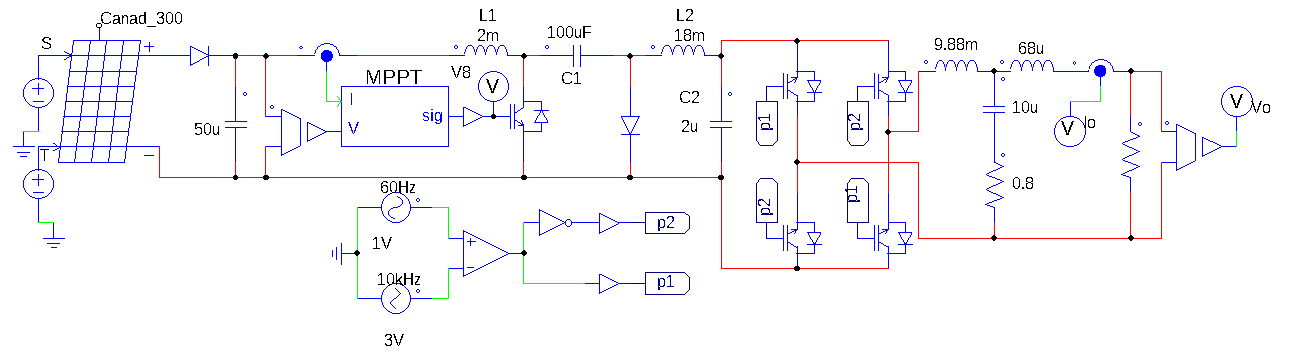 Canad_300
S
+
−
T
50u
MPPT
I
V
sig
V8
V
L1
2m
100uF
C1
L2
18m
C2
2u
p1
p2
p2
p1
9.88m
68u
10u
0.8
V
Io
V
Vo
60Hz
1V
10kHz
3V
+
−
p2
p1